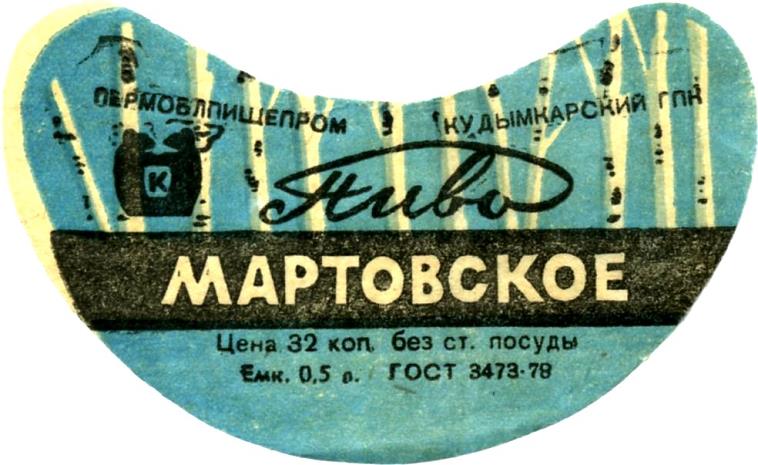 ПЕРМОБЛПИЩЕПРОМ КУДЫМКАРСКИЙ ГПК
К
Пиво
МАРТОВСКОЕ
Цена 32 коп. без ст. посуды
Емк. 0,5 л. ГОСТ 3473-78